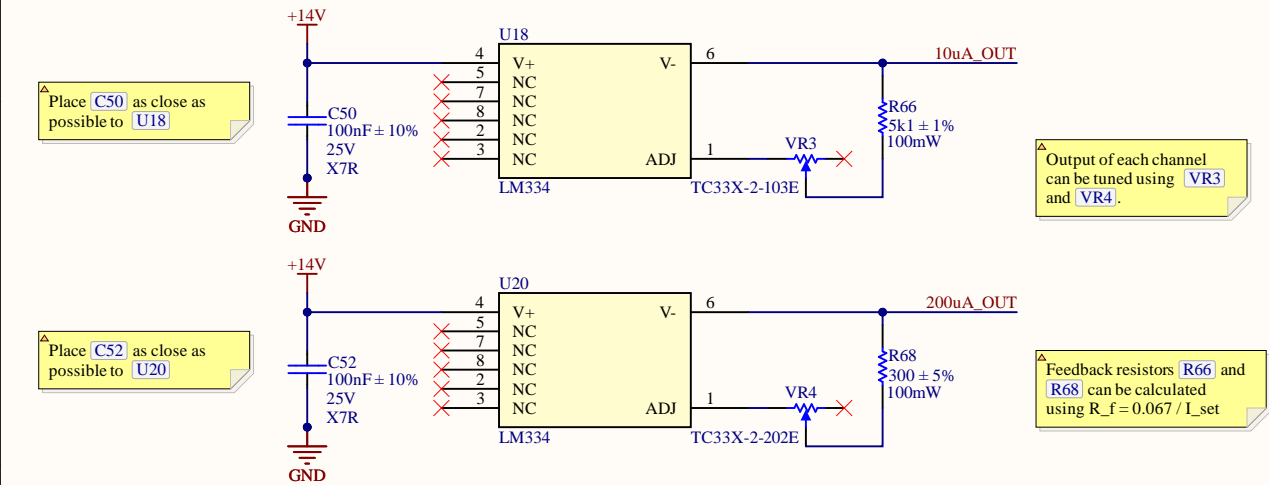 +14V
U18
4
V+
V-
6
10uA_OUT
5
NC
7
NC
8
NC
2
NC
3
NC
ADJ
1
LM334
Place C50 as close as
possible to U18
C50
100nF ± 10%
25V
X7R
GND
VR3
TC33X-2-103E
R66
5k1 ± 1%
100mW
Output of each channel
can be tuned using VR3
and VR4.
+14V
U20
4
V+
V-
6
200uA_OUT
5
NC
7
NC
8
NC
2
NC
3
NC
ADJ
1
LM334
Place C52 as close as
possible to U20
C52
100nF ± 10%
25V
X7R
GND
VR4
TC33X-2-202E
R68
300 ± 5%
100mW
Feedback resistors R66 and
R68 can be calculated
using R_f = 0.067 / I_set